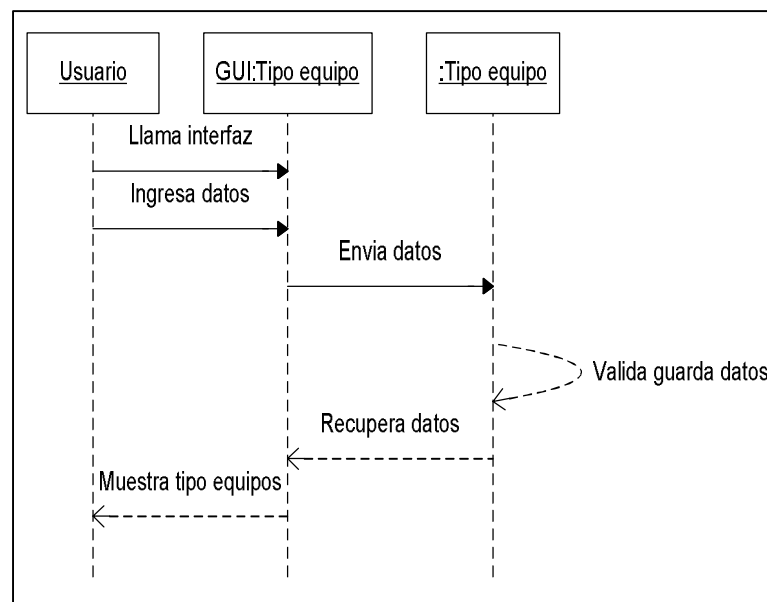 Usuario
GUI:Tipo equipo
:Tipo equipo
Llama interfaz
Ingresa datos
Envia datos
Valida guarda datos
Recupera datos
Muestra tipo equipos